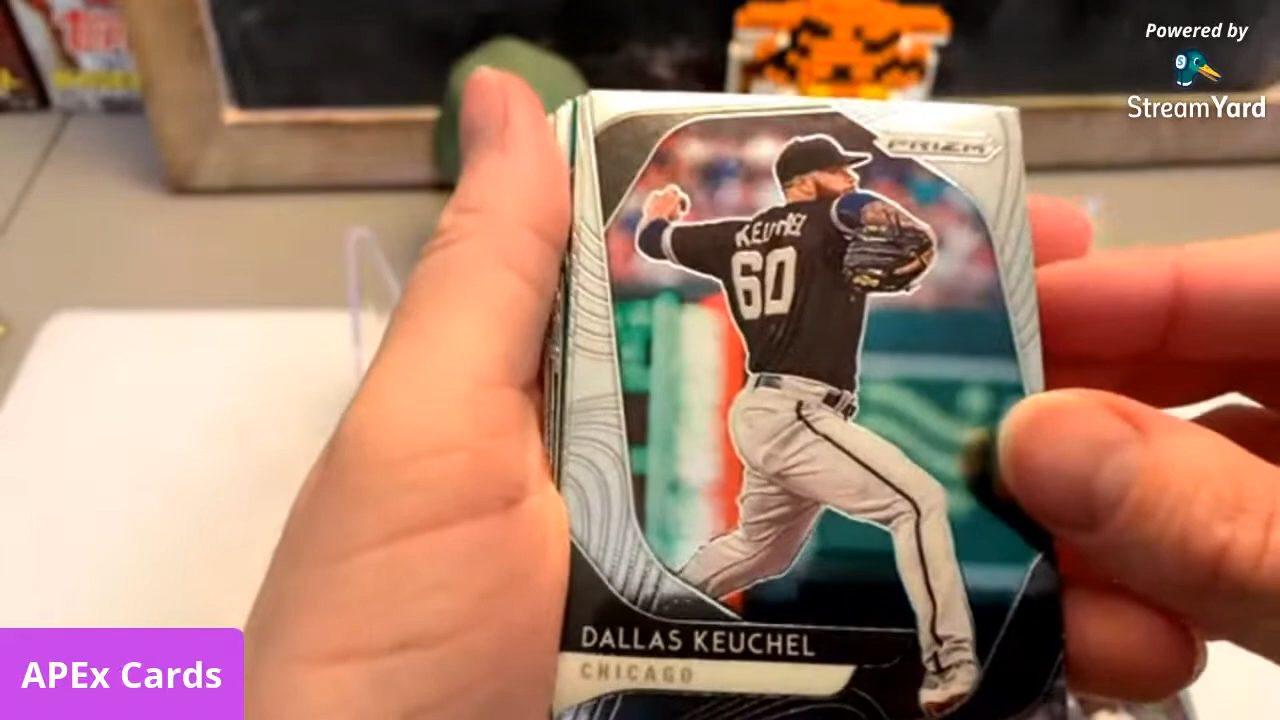 Powered by
StreamYard
PRIZM
KEUCHEL
60
DALLAS KEUCHEL
CHICAGO
APEx Cards